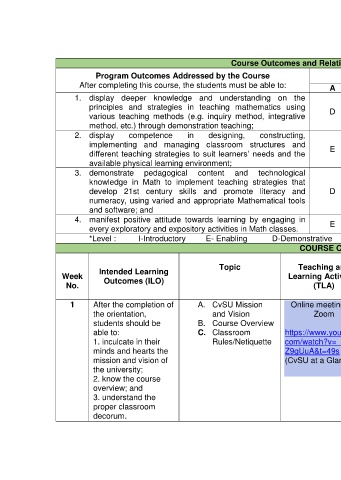 Course Outcomes and Relati
Program Outcomes Addressed by the Course
After completing this course, the students must be able to:
A
1. display deeper knowledge and understanding on the
principles and strategies in teaching mathematics using
various teaching methods (e.g. inquiry method, integrative
method, etc.) through demonstration teaching;
D
2. display competence in designing, constructing,
implementing and managing classroom structures and
different teaching strategies to suit learners' needs and the
available physical learning environment;
E
3. demonstrate pedagogical content and technological
knowledge in Math to implement teaching strategies that
develop 21st century skills and promote literacy and
numeracy, using varied and appropriate Mathematical tools
and software; and
D
4. manifest positive attitude towards learning by engaging in
every exploratory and expository activities in Math classes.
E
*Level : I-Introductory E- Enabling D-Demonstrative
COURSE C
Week
No.
Intended Learning
Outcomes (ILO)
Topic
Teaching a
Learning Activ
(TLA)
1
After the completion of
the orientation,
students should be
able to:
1. inculcate in their
minds and hearts the
mission and vision of
the university;
2. know the course
overview; and
3. understand the
proper classroom
decorum.
A. CvSU Mission
and Vision
B. Course Overview
C. Classroom
Rules/Netiquette
Online meetin
Zoom
https://www.you
com/watch?v=_
Z9gUuA&t=49s
(CvSU at a Glan